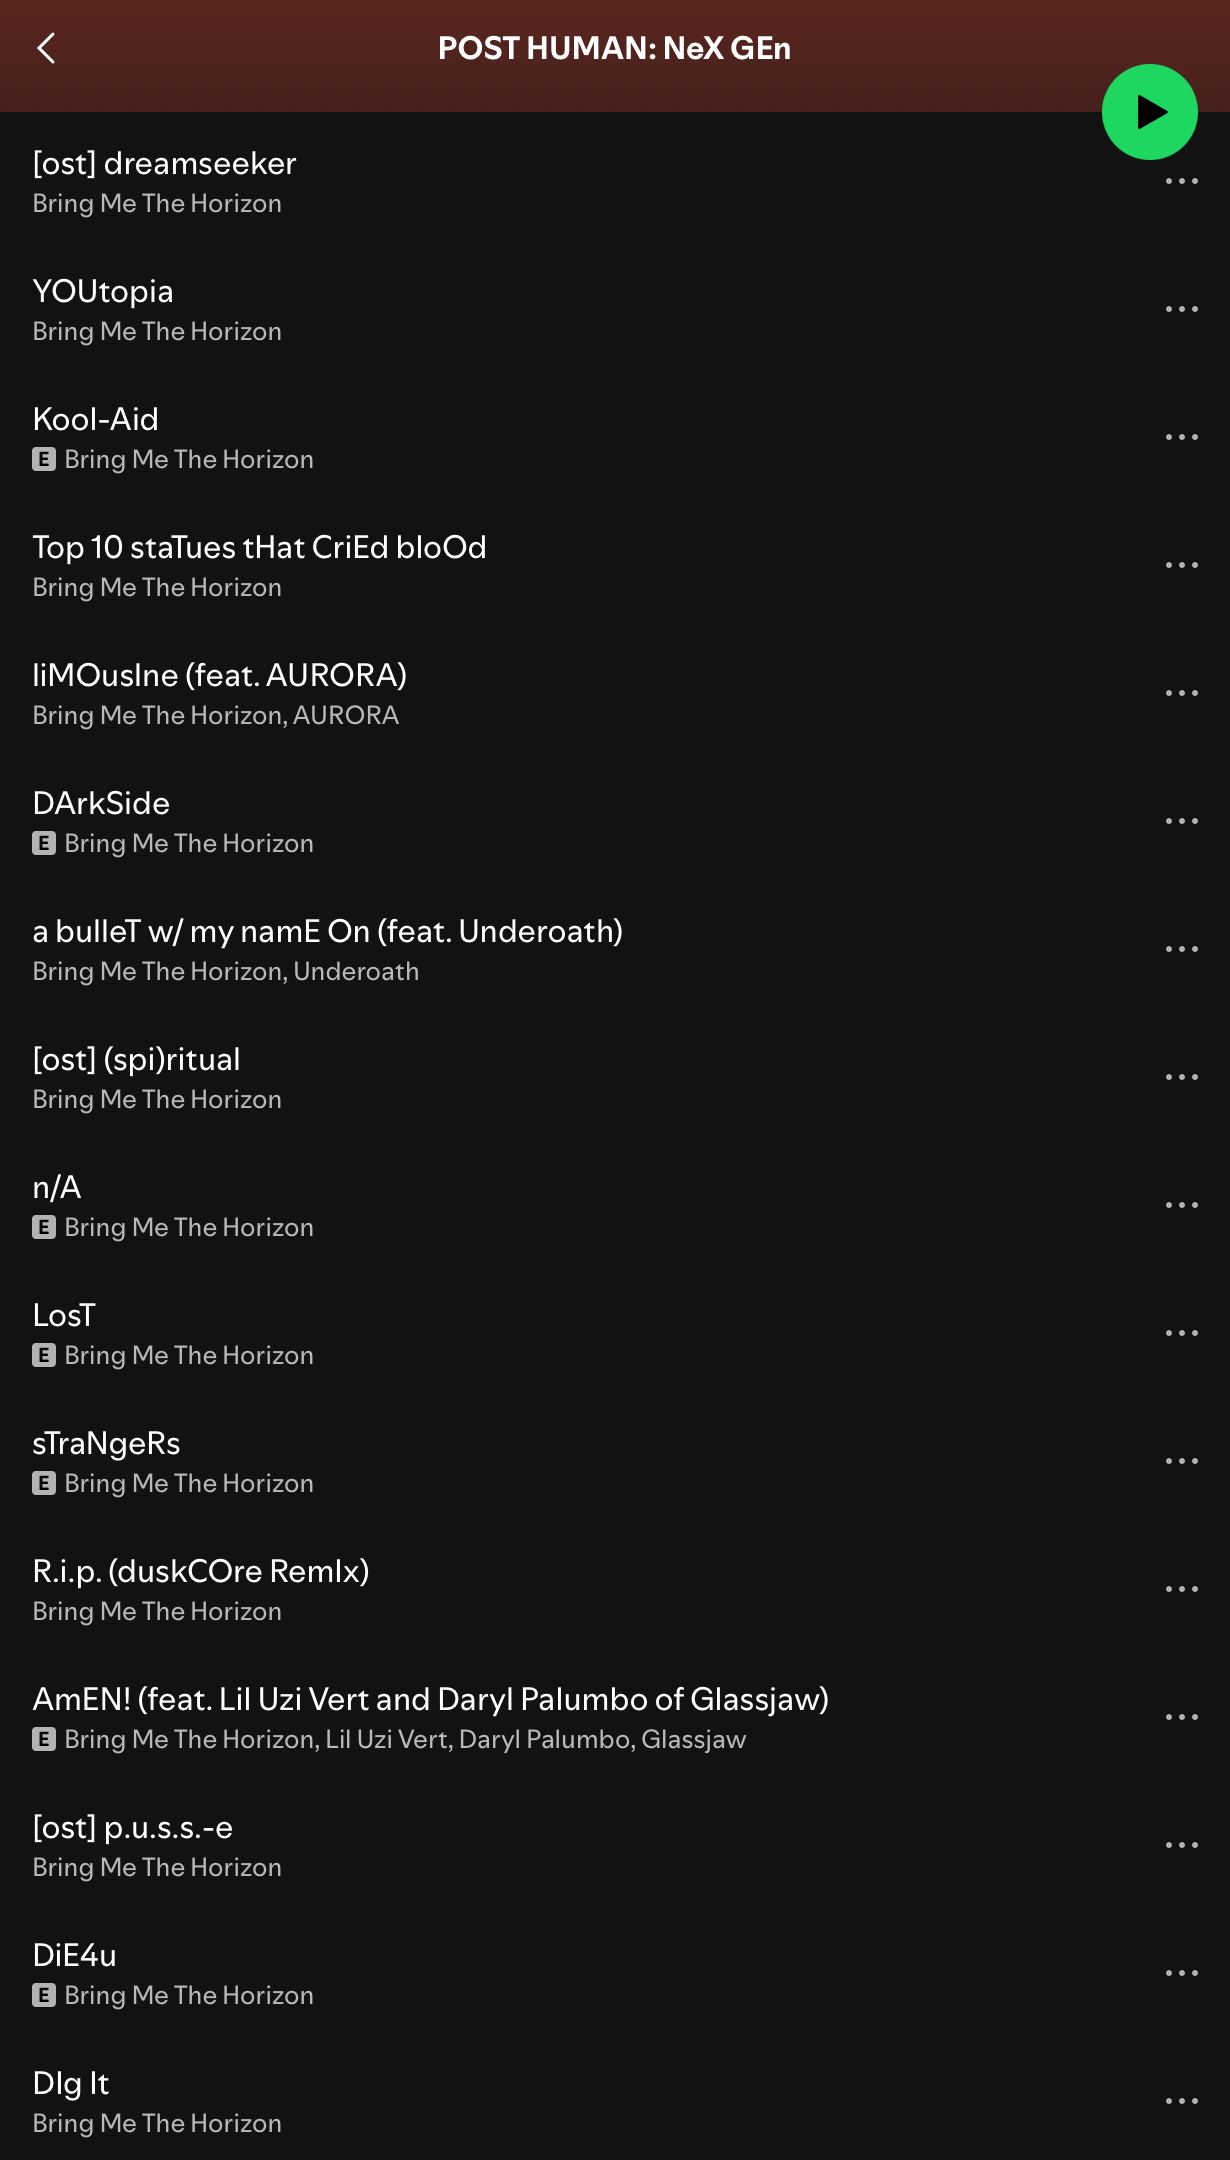 POST HUMAN: NeX GEn
[ost] dreamseeker
Bring Me The Horizon
YOUtopia
Bring Me The Horizon
Kool-Aid
E Bring Me The Horizon
Top 10 staTues tHat CriEd bloOd
Bring Me The Horizon
liMOusIne (feat. AURORA)
Bring Me The Horizon, AURORA
DArkSide
E Bring Me The Horizon
a bulleT w/ my namE On (feat. Underoath)
Bring Me The Horizon, Underoath
[ost] (spi)ritual
Bring Me The Horizon
n/A
E Bring Me The Horizon
LosT
E Bring Me The Horizon
sTraNgeRs
E Bring Me The Horizon
R.i.p. (duskCOre RemIx)
Bring Me The Horizon
AmEN! (feat. Lil Uzi Vert and Daryl Palumbo of Glassjaw)
E Bring Me The Horizon, Lil Uzi Vert, Daryl Palumbo, Glassjaw
[ost] p.u.s.s.-e
Bring Me The Horizon
DiE4u
E Bring Me The Horizon
DIg It
Bring Me The Horizon